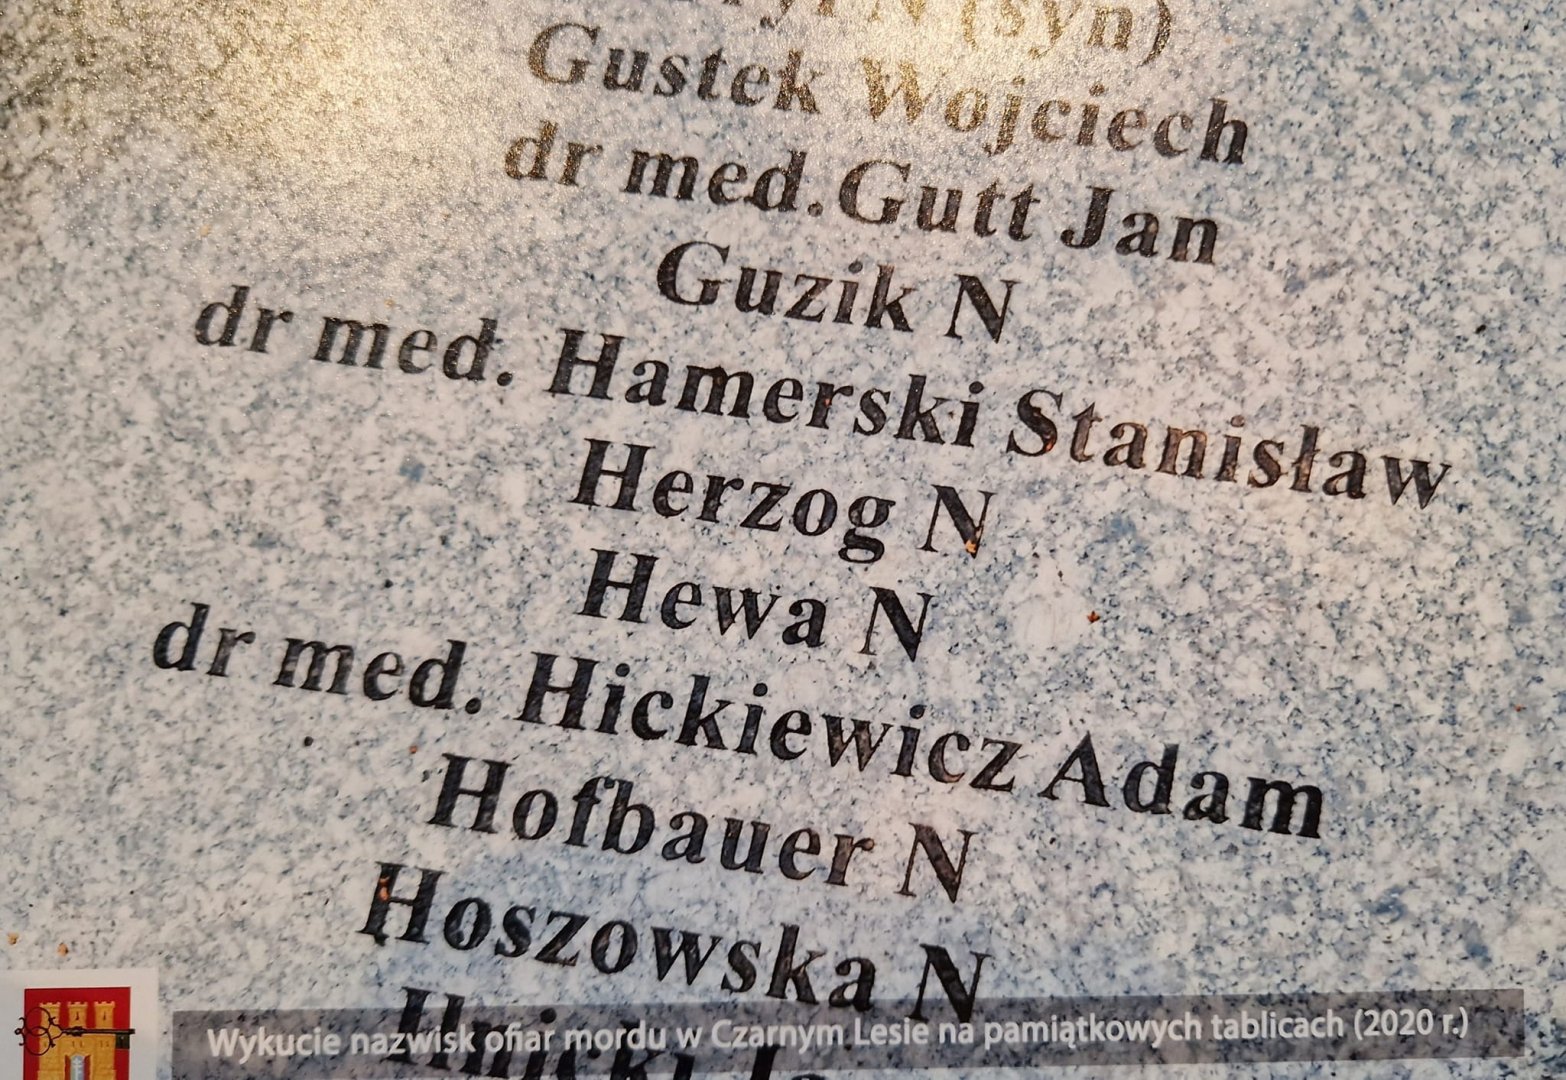 N (syn)
Gustek Wojciech
dr med. Gutt Jan
Guzik N
dr med. Hamerski Stanisław
Herzog N
Hewa N
dr med. Hickiewicz Adam
Hofbauer N
Hoszowska N
Wykucie nazwisk ofiar mordu w Czarnym Lesie na pamiątkowych tablicach (2020 r.)